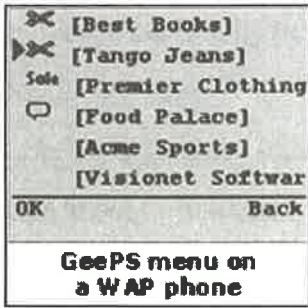 [Best Books]
[Tango Jeans]
Sale [Premier Clothing
[Food Palace]
[Acme Sports]
[Visionet Softwar
OK Back
GeePS menu on
a WAP phone